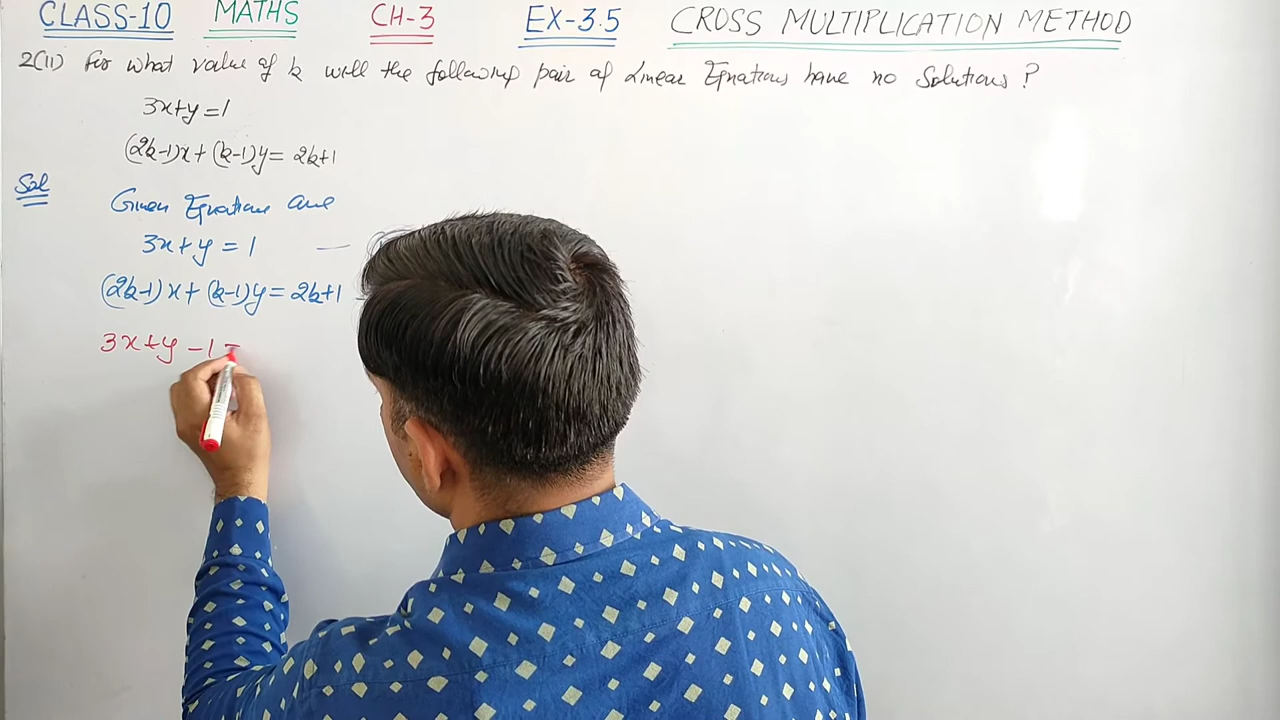 CLASS-10 MATHS CH-3 EX-3.5 CROSS MULTIPLICATION METHOD
2(II) For what value of k will the following pair of Linear Equations have no Solutions?
3x+y=1
(2k-1)x+(k-1)y=2k+1
Sol Given Equations are
3x+y=1 —
(2k-1)x+(k-1)y=2k+1
3x+y-1=